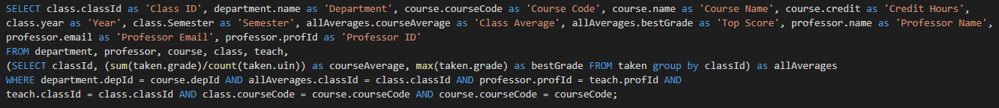 SELECT class.classId as 'Class ID', department.name as 'Department', course.courseCode as 'Course Code', course.name as 'Course Name', course.credit as 'Credit Hours',
class.year as 'Year', class.Semester as 'Semester', allAverages.courseAverage as 'Class Average', allAverages.bestGrade as 'Top Score', professor.name as 'Professor Name',
professor.email as 'Professor Email', professor.profId as 'Professor ID'
FROM department, professor, course, class, teach,
(SELECT classId, (sum(taken.grade)/count(taken.uin)) as courseAverage, max(taken.grade) as bestGrade FROM taken group by classId) as allAverages
WHERE department.depId = course.depId AND allAverages.classId = class.classId AND professor.profId = teach.profId AND
teach.classId = class.classId AND class.courseCode = course.courseCode AND course.courseCode = courseCode;